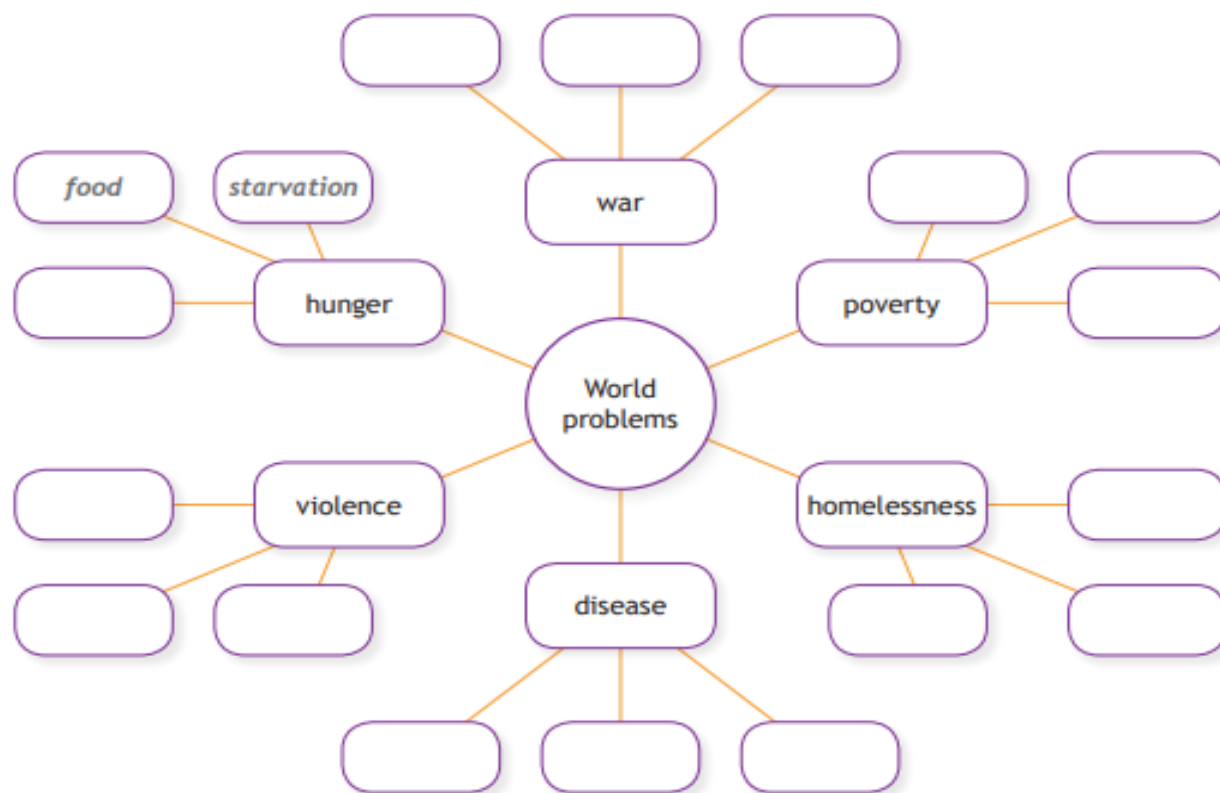 food
starvation
war
hunger
poverty
World
problems
violence
homelessness
disease